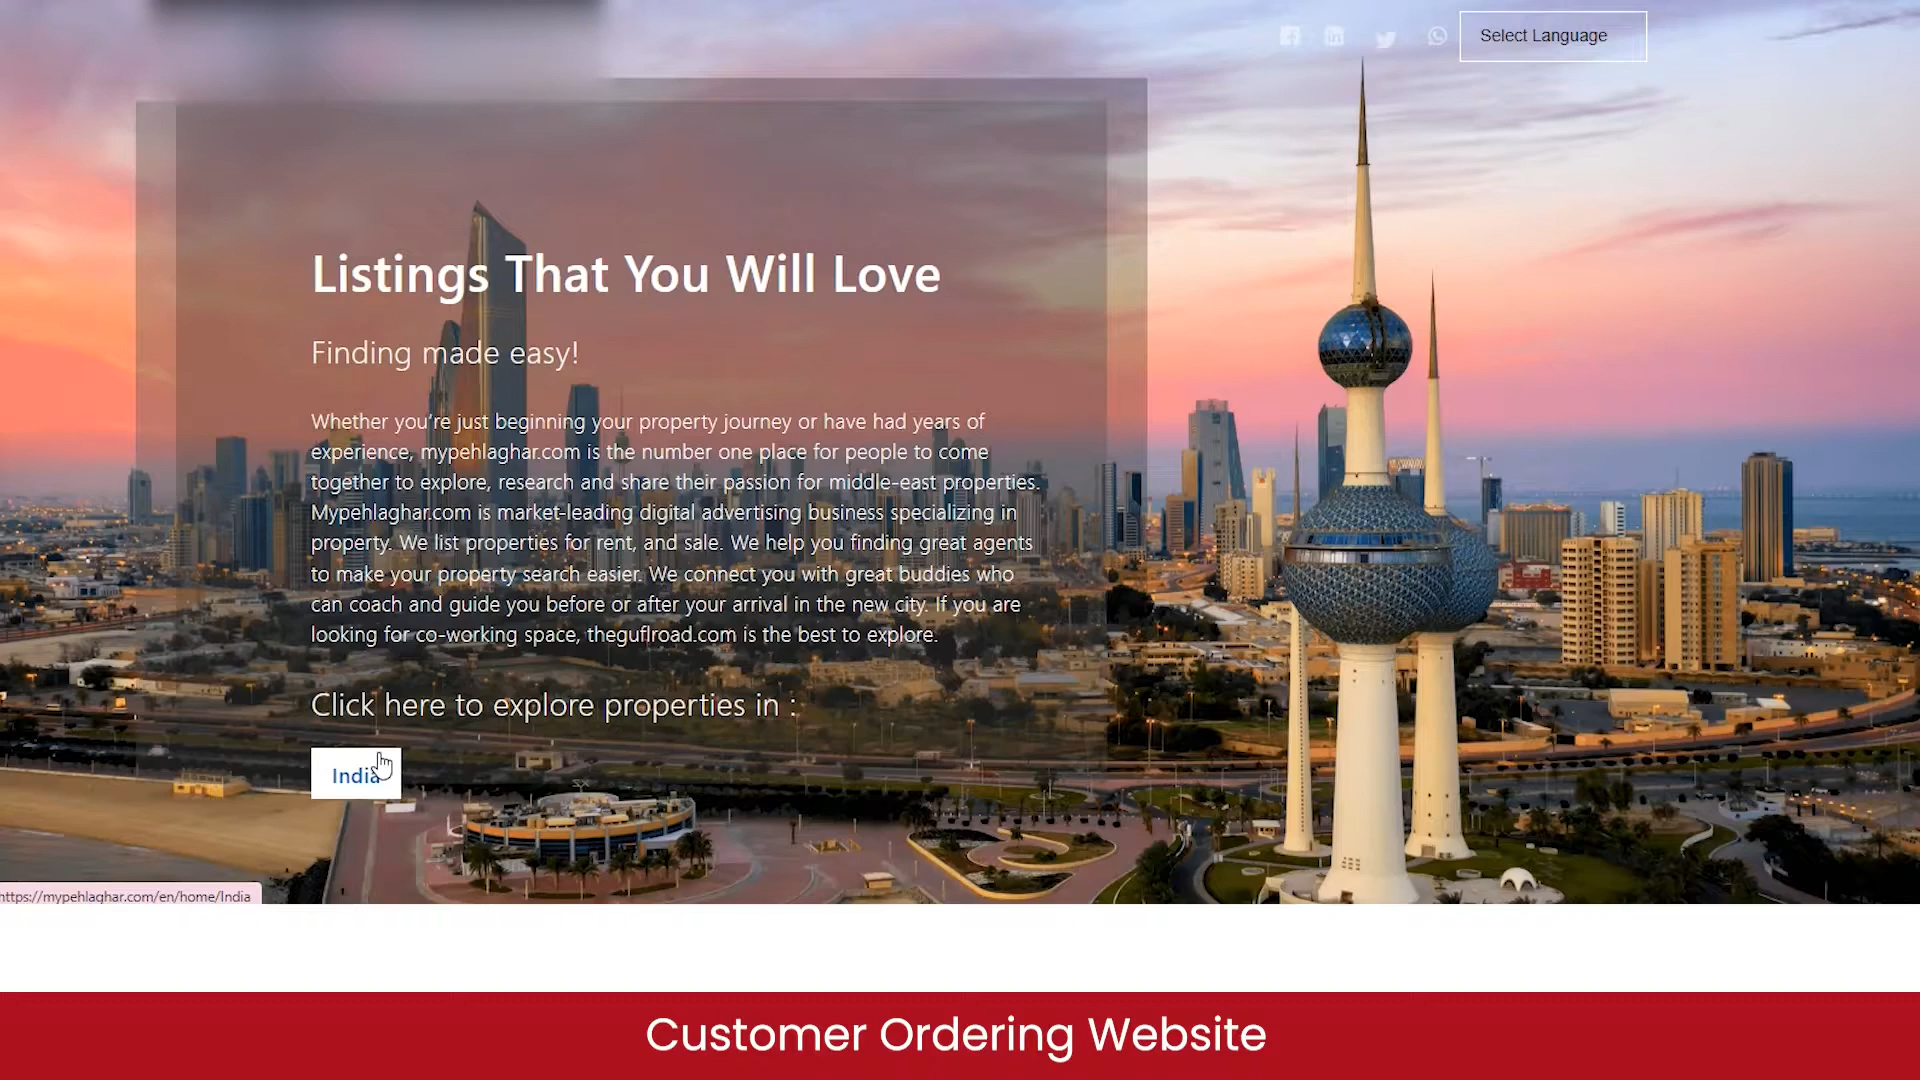 Select Language
Listings That You Will Love
Finding made easy!
Whether you're just beginning your property journey or have had years of
experience, mypehlaghar.com is the number one place for people to come
together to explore, research and share their passion for middle-east properties.
Mypehlaghar.com is market-leading digital advertising business specializing in
property. We list properties for rent, and sale. We help you finding great agents
to make your property search easier. We connect you with great buddies who
can coach and guide you before or after your arrival in the new city. If you are
looking for co-working space, theguflroad.com is the best to explore.
Click here to explore properties in :
India
https://mypehlaghar.com/en/home/India
Customer Ordering Website